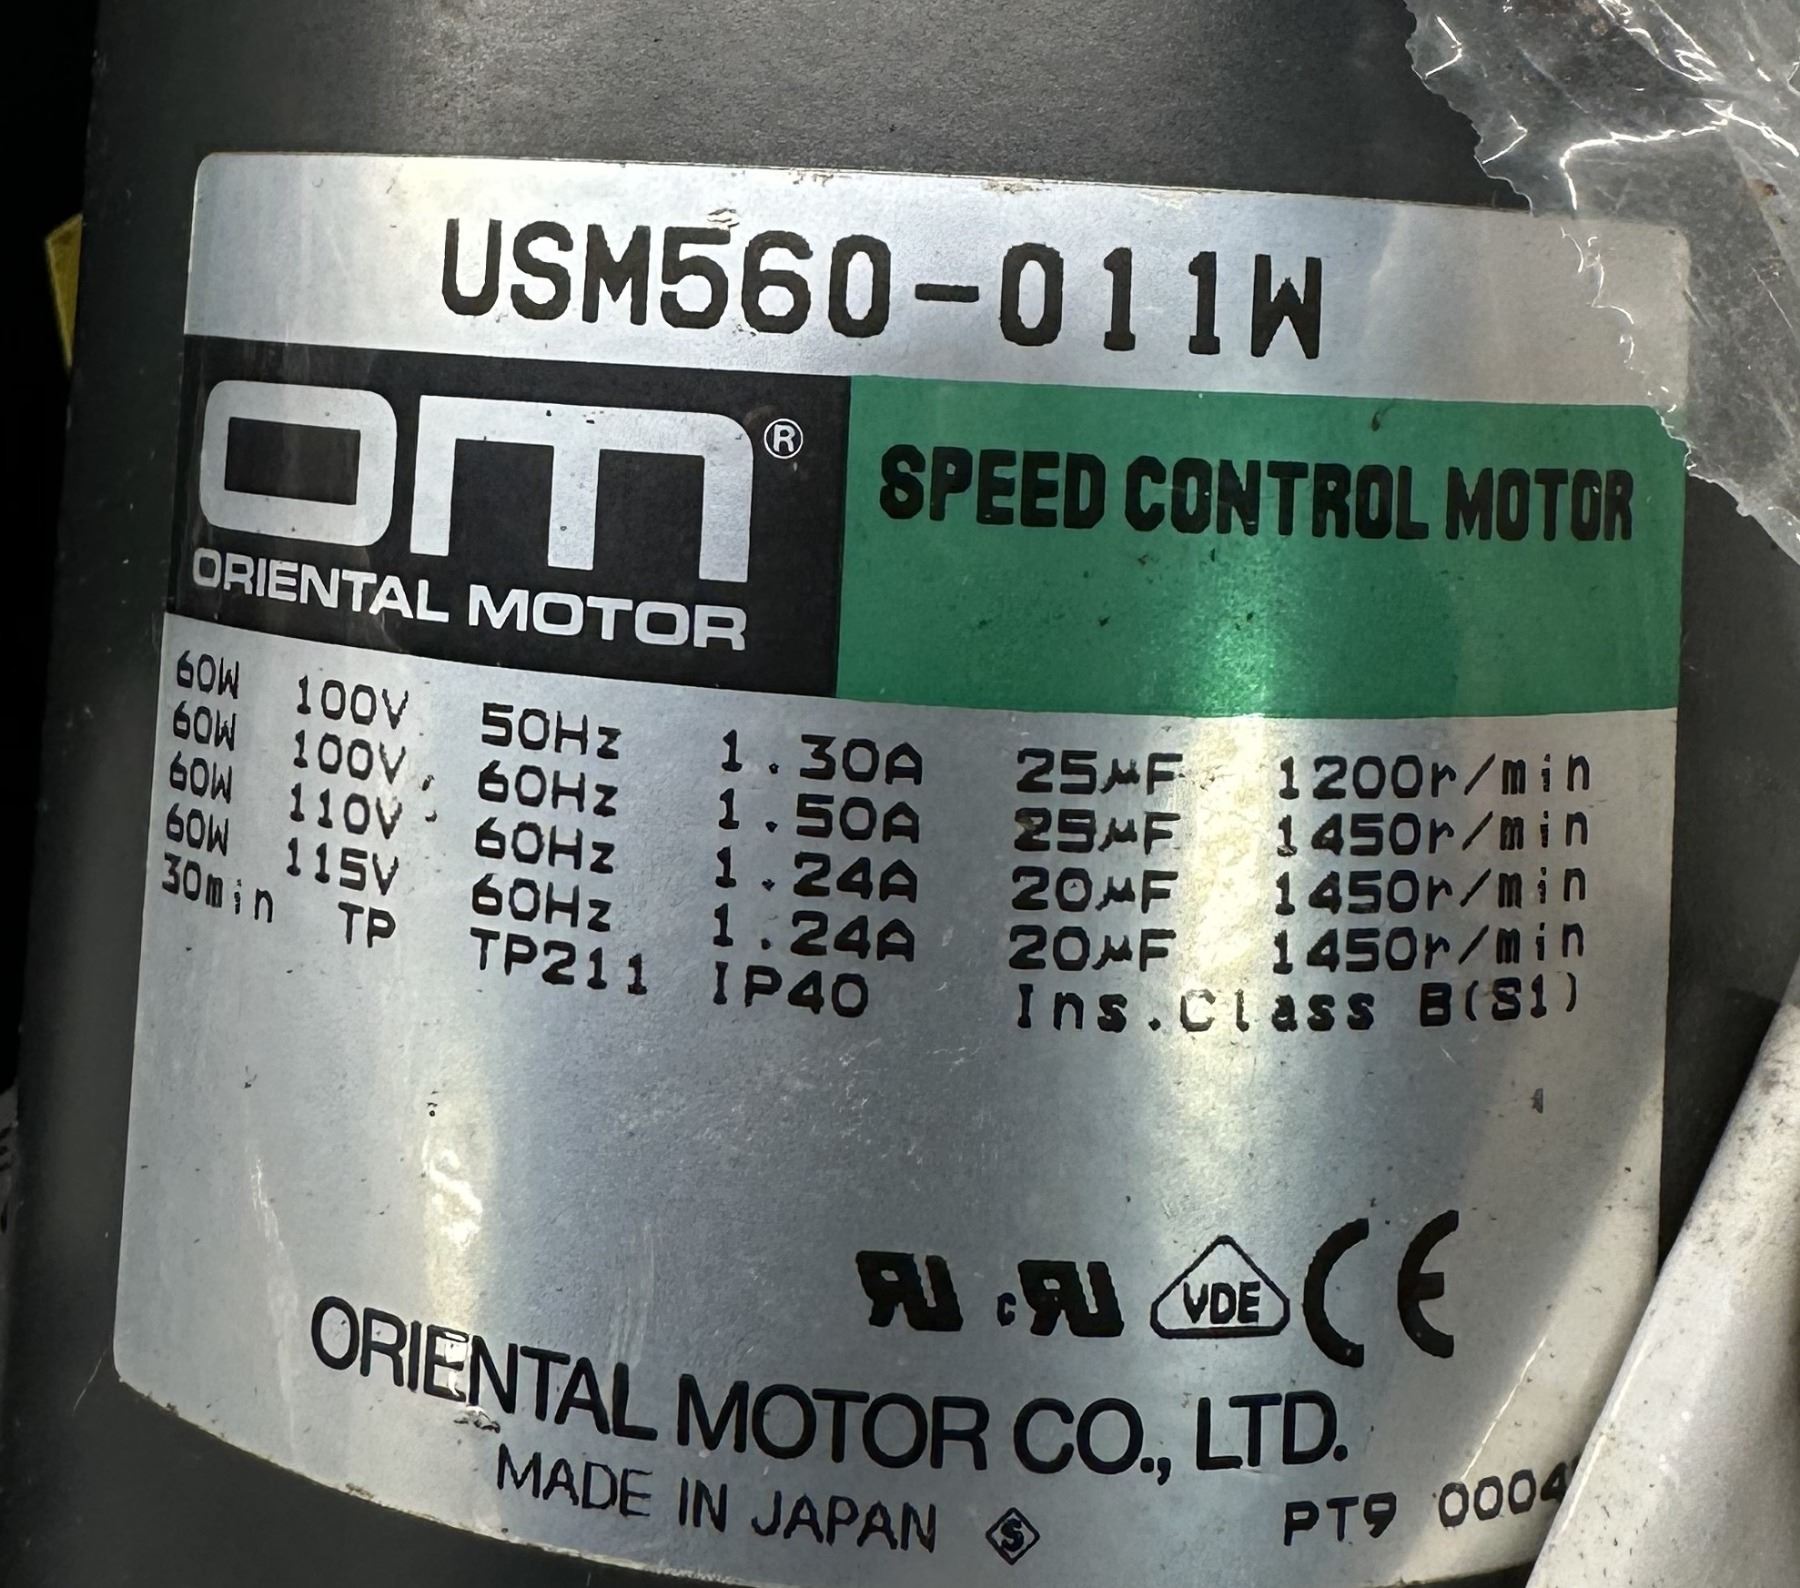 USM560-011W
om®
ORIENTAL MOTOR
SPEED CONTROL MOTOR
60W 100V 50Hz 1.30A 25µF 1200r/min
60W 100V 60Hz 1.50A 25µF 1450r/min
60W 110V 60Hz 1.24A 20µF 1450r/min
60W 115V 60Hz 1.24A 20µF 1450r/min
30min TP TP211 IP40 Ins.Class B(S1)
RU cRU VDE CE
ORIENTAL MOTOR CO., LTD.
MADE IN JAPAN S
PT9 0004